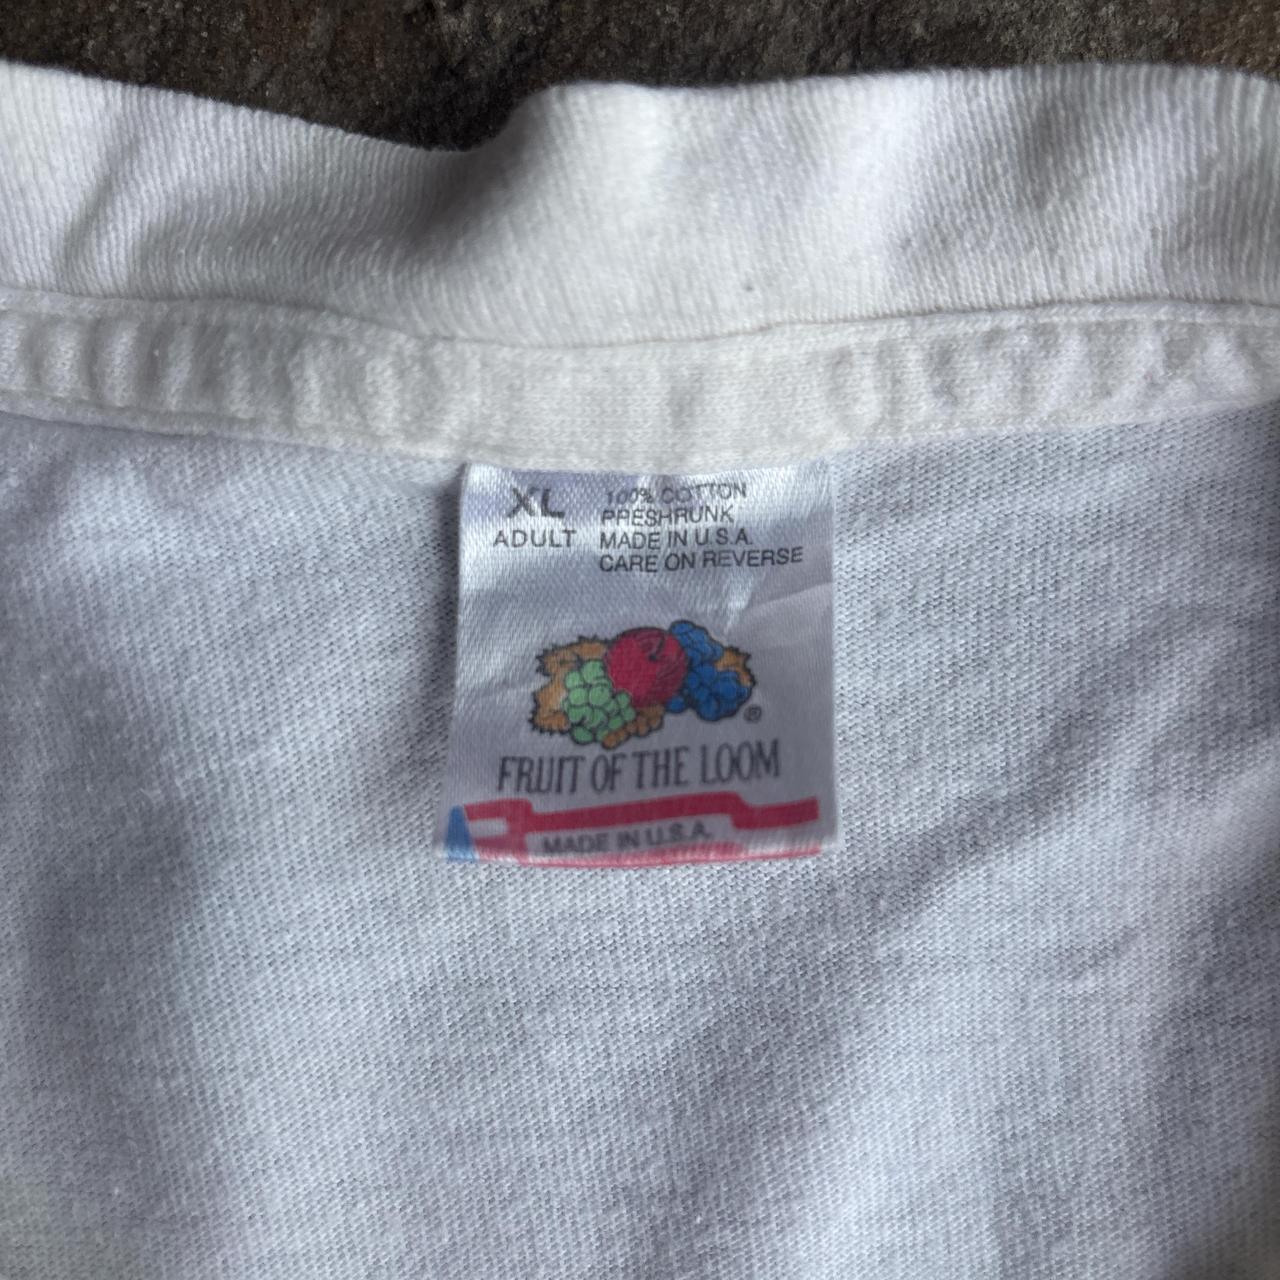 XL
ADULT
100% COTTON
PRESHRUNK
MADE IN U.S.A.
CARE ON REVERSE
®
FRUIT OF THE LOOM
MADE IN U.S.A.